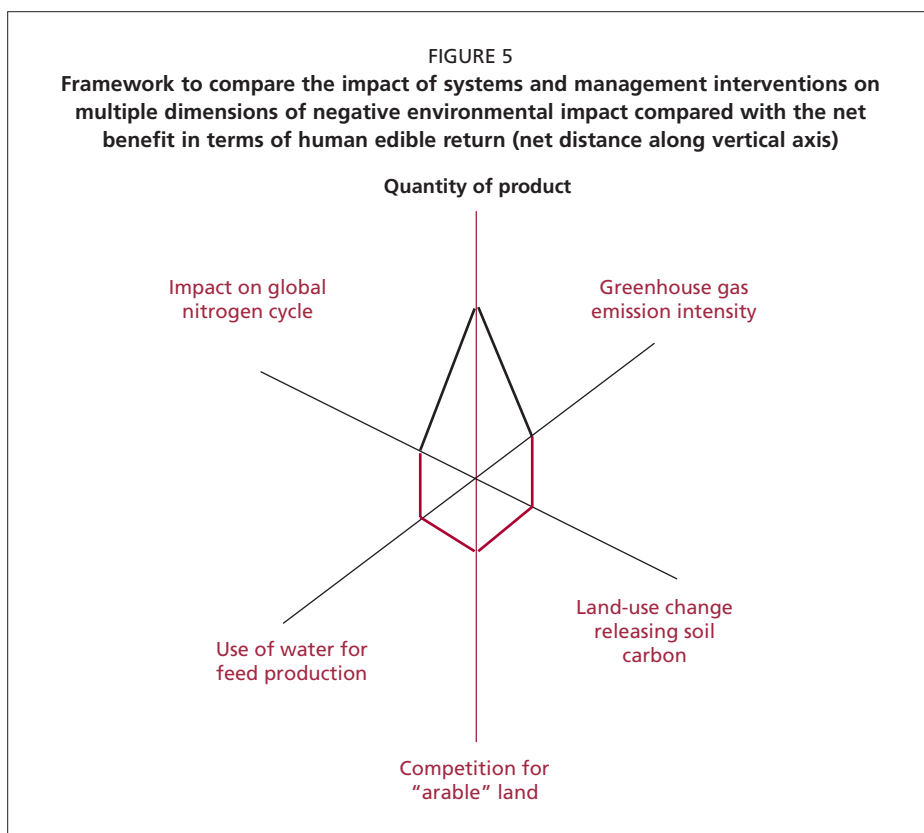 FIGURE 5
Framework to compare the impact of systems and management interventions on
multiple dimensions of negative environmental impact compared with the net
benefit in terms of human edible return (net distance along vertical axis)
Quantity of product
Impact on global
nitrogen cycle
Greenhouse gas
emission intensity
Use of water for
feed production
Land-use change
releasing soil
carbon
Competition for
“arable” land